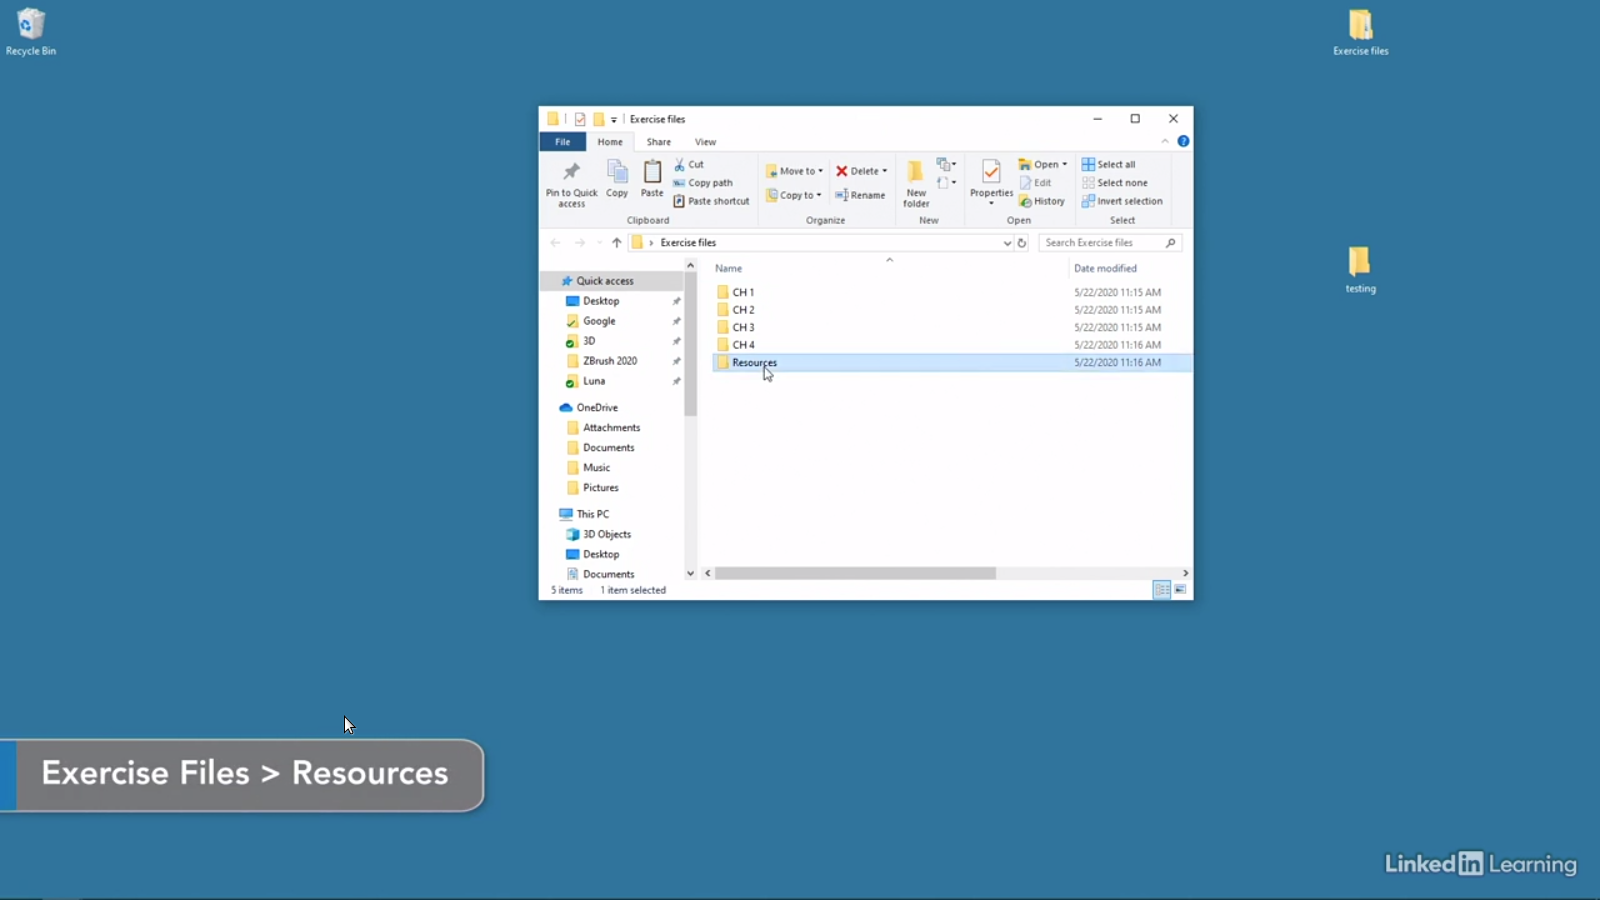 Recycle Bin
Exercise files
Exercise files
File Home Share View
Pin to Quick access
Copy
Paste
Cut
Copy path
Paste shortcut
Clipboard
Move to
Copy to
Delete
Rename
Organize
New folder
New
Properties
Open
Edit
History
Open
Select all
Select none
Invert selection
Select
Exercise files
Search Exercise files
Name Date modified
Quick access
Desktop
Google
3D
ZBrush 2020
Luna
OneDrive
Attachments
Documents
Music
Pictures
This PC
3D Objects
Desktop
Documents
CH 1 5/22/2020 11:15 AM
CH 2 5/22/2020 11:15 AM
CH 3 5/22/2020 11:15 AM
CH 4 5/22/2020 11:16 AM
Resources 5/22/2020 11:16 AM
5 items 1 item selected
testing
Exercise Files > Resources
Linked in Learning